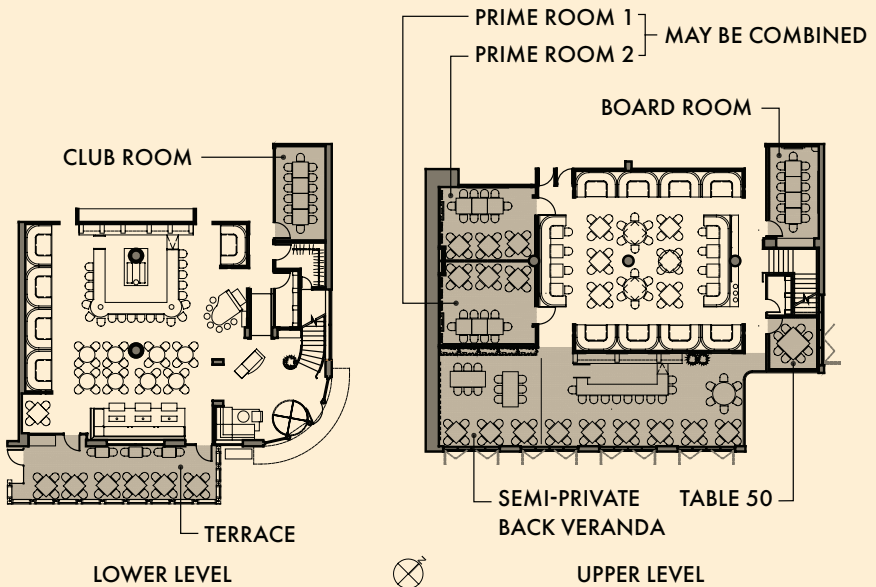 PRIME ROOM 1
PRIME ROOM 2
MAY BE COMBINED
BOARD ROOM
CLUB ROOM
SEMI-PRIVATE
BACK VERANDA
TABLE 50
TERRACE
LOWER LEVEL
N
UPPER LEVEL